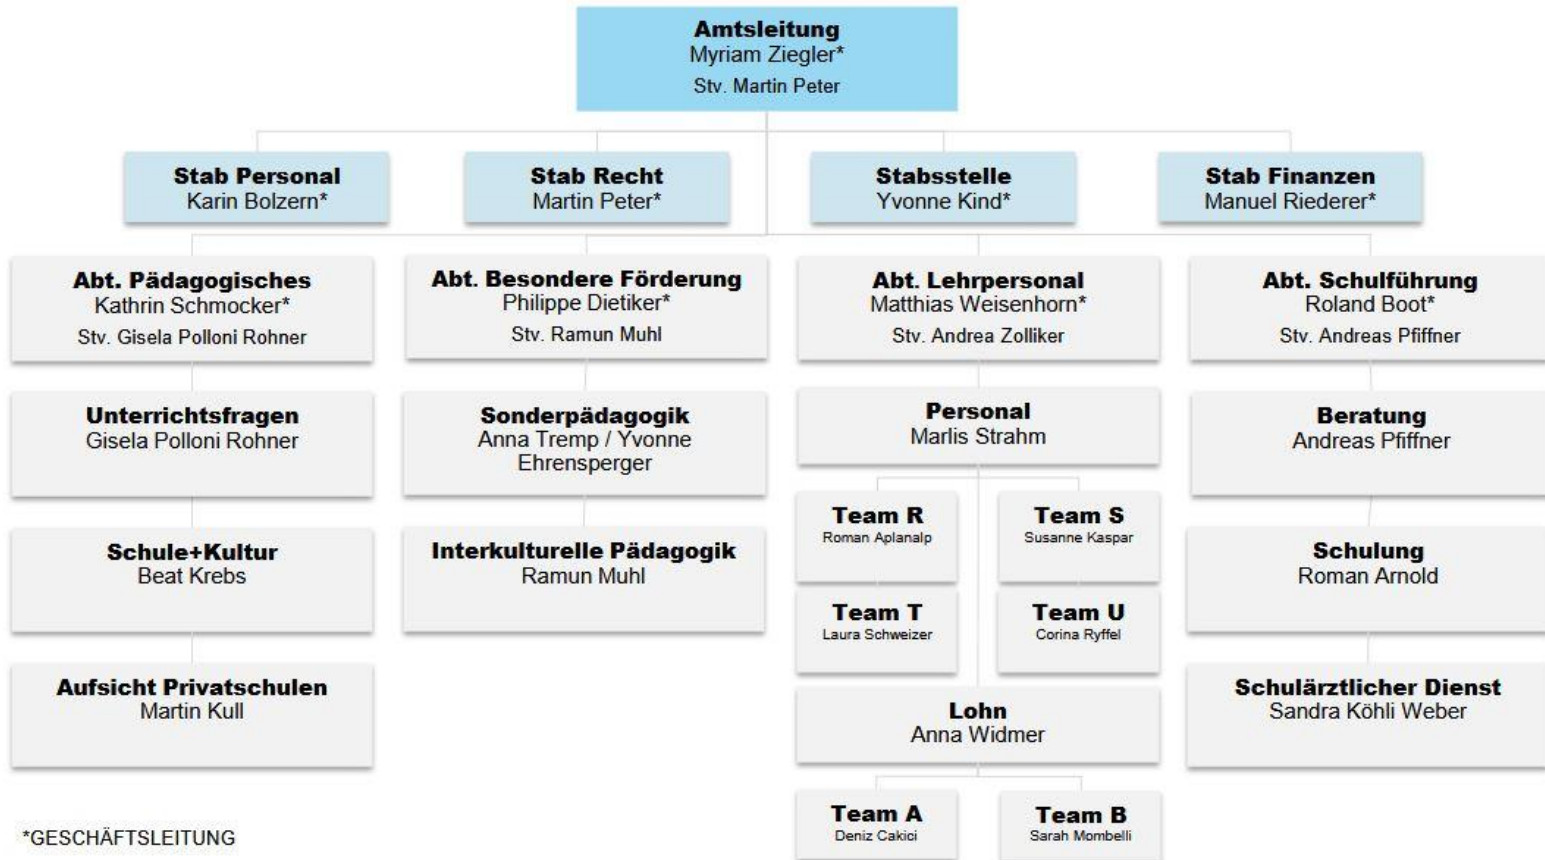 Amtsleitung
Myriam Ziegler*
Stv. Martin Peter
Stab Personal
Karin Bolzern*
Stab Recht
Martin Peter*
Stabsstelle
Yvonne Kind*
Stab Finanzen
Manuel Riederer*
Abt. Pädagogisches
Kathrin Schmocker*
Stv. Gisela Polloni Rohner
Abt. Besondere Förderung
Philippe Dietiker*
Stv. Ramun Muhl
Abt. Lehrpersonal
Matthias Weisenhorn*
Stv. Andrea Zolliker
Abt. Schulführung
Roland Boot*
Stv. Andreas Pfiffner
Unterrichtsfragen
Gisela Polloni Rohner
Sonderpädagogik
Anna Tremp / Yvonne
Ehrensperger
Personal
Marlis Strahm
Beratung
Andreas Pfiffner
Team R
Roman Aplanalp
Team S
Susanne Kaspar
Schule+Kultur
Beat Krebs
Interkulturelle Pädagogik
Ramun Muhl
Schulung
Roman Arnold
Team T
Laura Schweizer
Team U
Corina Ryffel
Aufsicht Privatschulen
Martin Kull
Lohn
Anna Widmer
Schulärztlicher Dienst
Sandra Köhli Weber
Team A
Deniz Cakici
Team B
Sarah Mombelli
*GESCHÄFTSLEITUNG